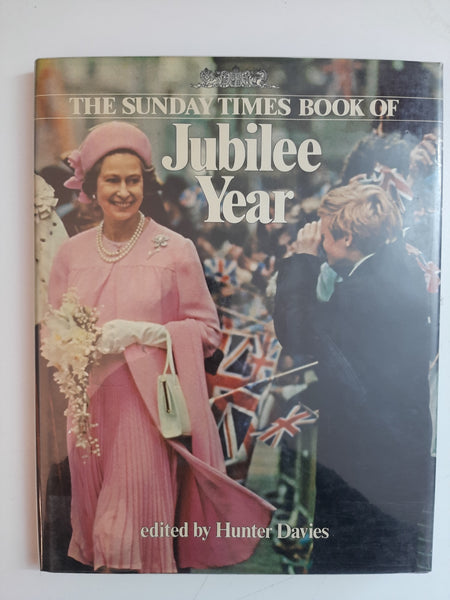 THE SUNDAY TIMES BOOK OF
Jubilee
Year
edited by Hunter Davies